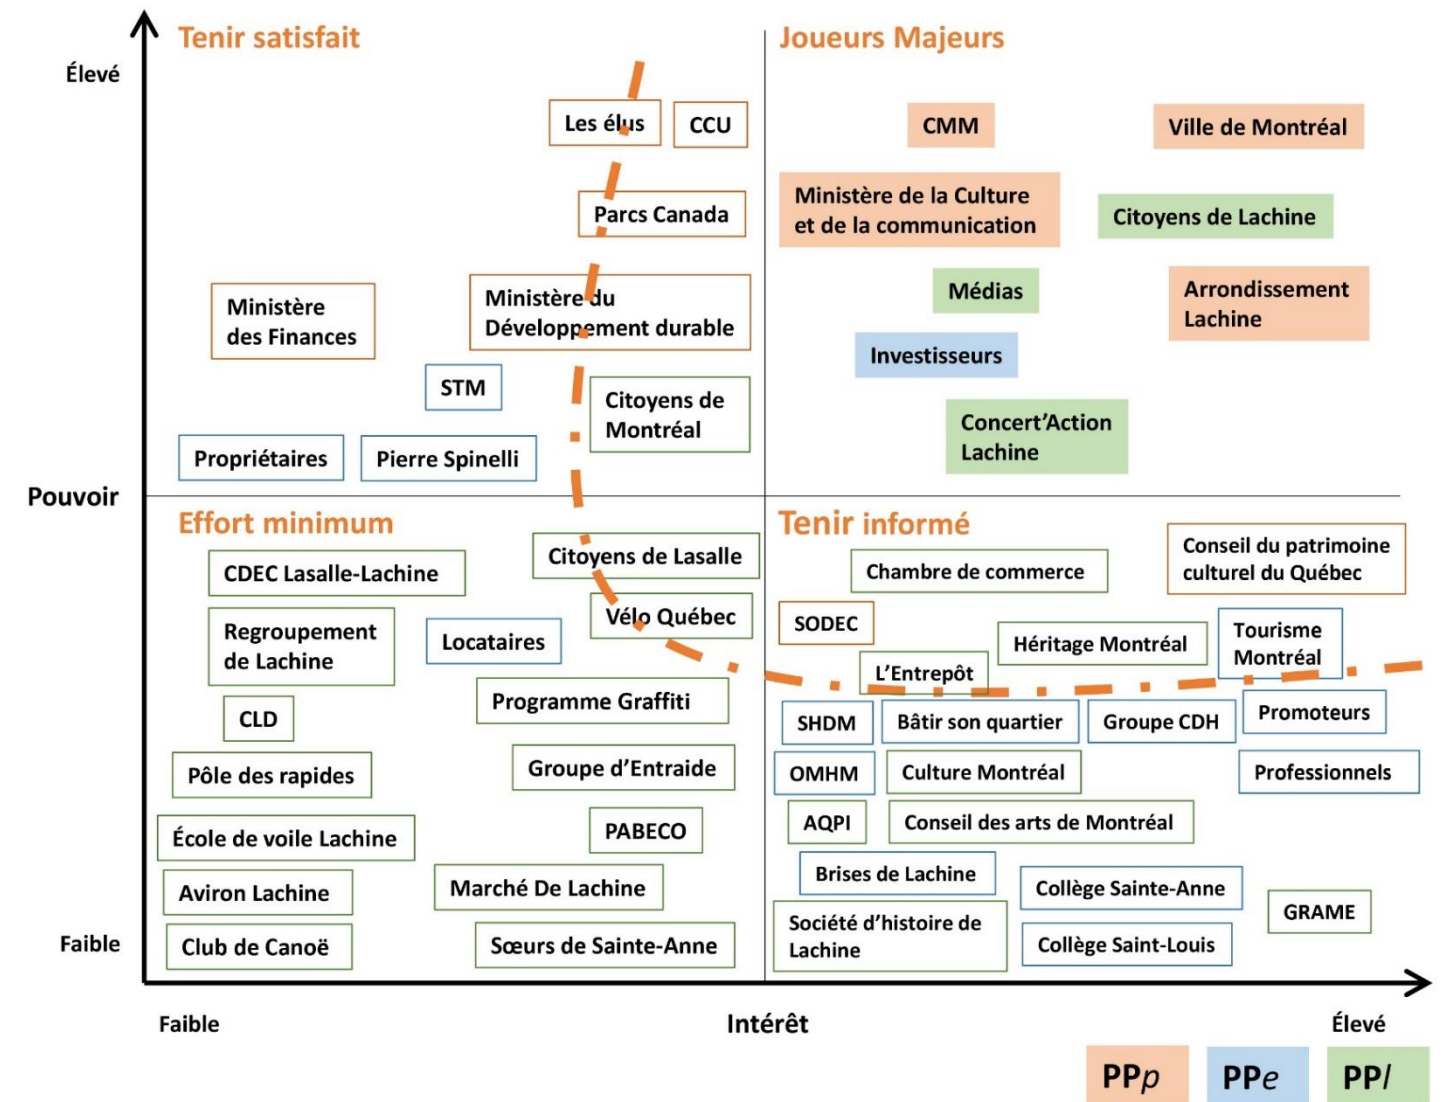 Tenir satisfait
Joueurs Majeurs
Élevé
Les élus
CCU
CMM
Ville de Montréal
Parcs Canada
Ministère de la Culture
et de la communication
Citoyens de Lachine
Ministère
des Finances
Ministère du
Développement durable
Médias
Arrondissement
Lachine
STM
Citoyens de
Montréal
Investisseurs
Propriétaires
Pierre Spinelli
Concert'Action
Lachine
Pouvoir
Effort minimum
Tenir informé
CDEC Lasalle-Lachine
Citoyens de Lasalle
Regroupement
de Lachine
Locataires
Vélo Québec
CLD
Programme Graffiti
Pôle des rapides
Groupe d'Entraide
École de voile Lachine
PABECO
Aviron Lachine
Marché De Lachine
Club de Canoë
Sœurs de Sainte-Anne
Chambre de commerce
Conseil du patrimoine
culturel du Québec
SODEC
Héritage Montréal
Tourisme
Montréal
L'Entrepôt
SHDM
Bâtir son quartier
Groupe CDH
Promoteurs
OMHM
Culture Montréal
Professionnels
AQPI
Conseil des arts de Montréal
Brises de Lachine
Collège Sainte-Anne
Société d'histoire de
Lachine
Collège Saint-Louis
GRAME
Faible
Faible
Intérêt
Élevé
PPp
PPe
PPl